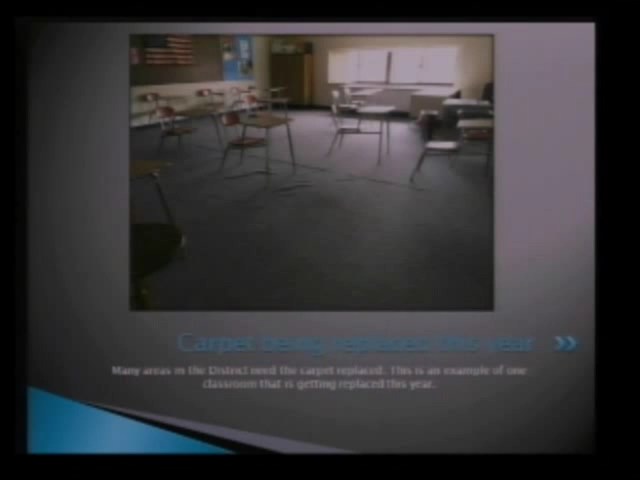 Carpet being replaced this year
Many areas in the District need the carpet replaced. This is an example of one
classroom that is getting replaced this year.